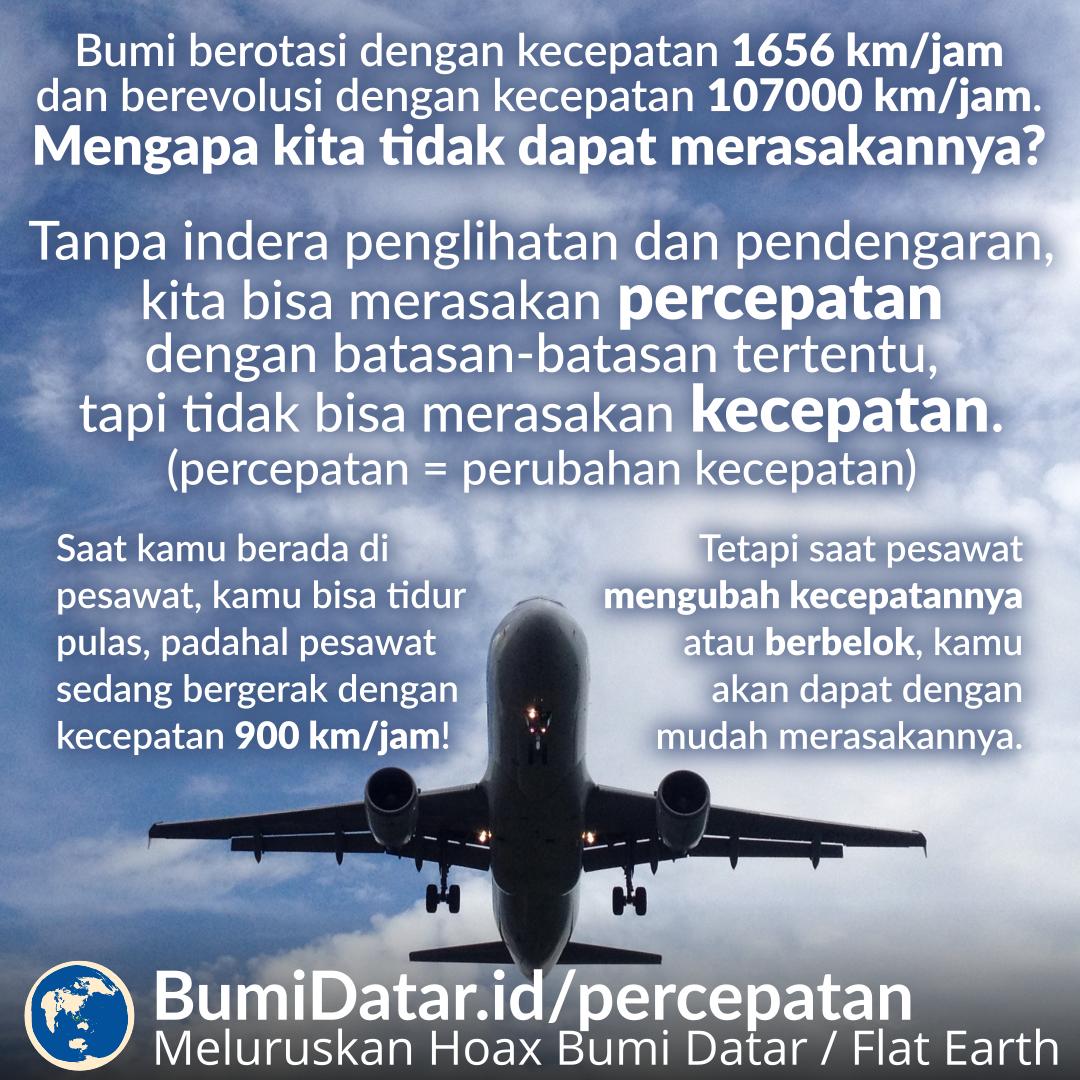 Bumi berotasi dengan kecepatan 1656 km/jam
dan berevolusi dengan kecepatan 107000 km/jam.
Mengapa kita tidak dapat merasakannya?
Tanpa indera penglihatan dan pendengaran,
kita bisa merasakan percepatan
dengan batasan-batasan tertentu,
tapi tidak bisa merasakan kecepatan.
(percepatan = perubahan kecepatan)
Saat kamu berada di
pesawat, kamu bisa tidur
pulas, padahal pesawat
sedang bergerak dengan
kecepatan 900 km/jam!
Tetapi saat pesawat
mengubah kecepatannya
atau berbelok, kamu
akan dapat dengan
mudah merasakannya.
BumiDatar.id/percepatan
Meluruskan Hoax Bumi Datar / Flat Earth